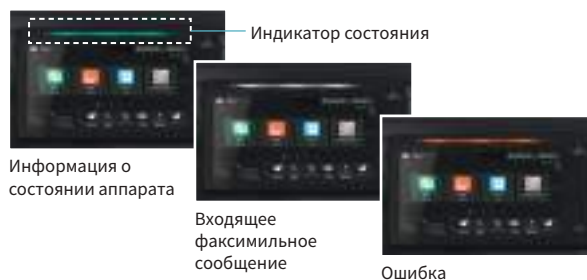 Индикатор состояния
Информация о
состоянии аппарата
Входящее
факсимильное
сообщение
Ошибка